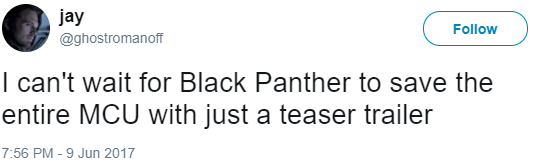 jay
@ghostromanoff
Follow
I can't wait for Black Panther to save the
entire MCU with just a teaser trailer
7:56 PM - 9 Jun 2017